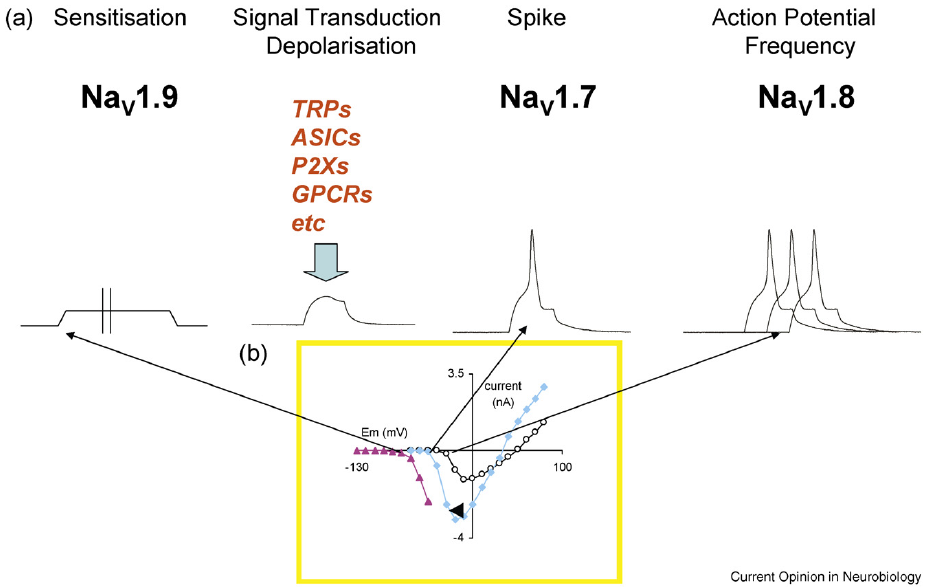 (a) Sensitisation
Signal Transduction
Depolarisation
Spike
Action Potential
Frequency
NaV1.9
NaV1.7
NaV1.8
TRPs
ASICs
P2Xs
GPCRs
etc
(b)
3.5
current
(nA)
Em (mV)
-130
100
-4
Current Opinion in Neurobiology